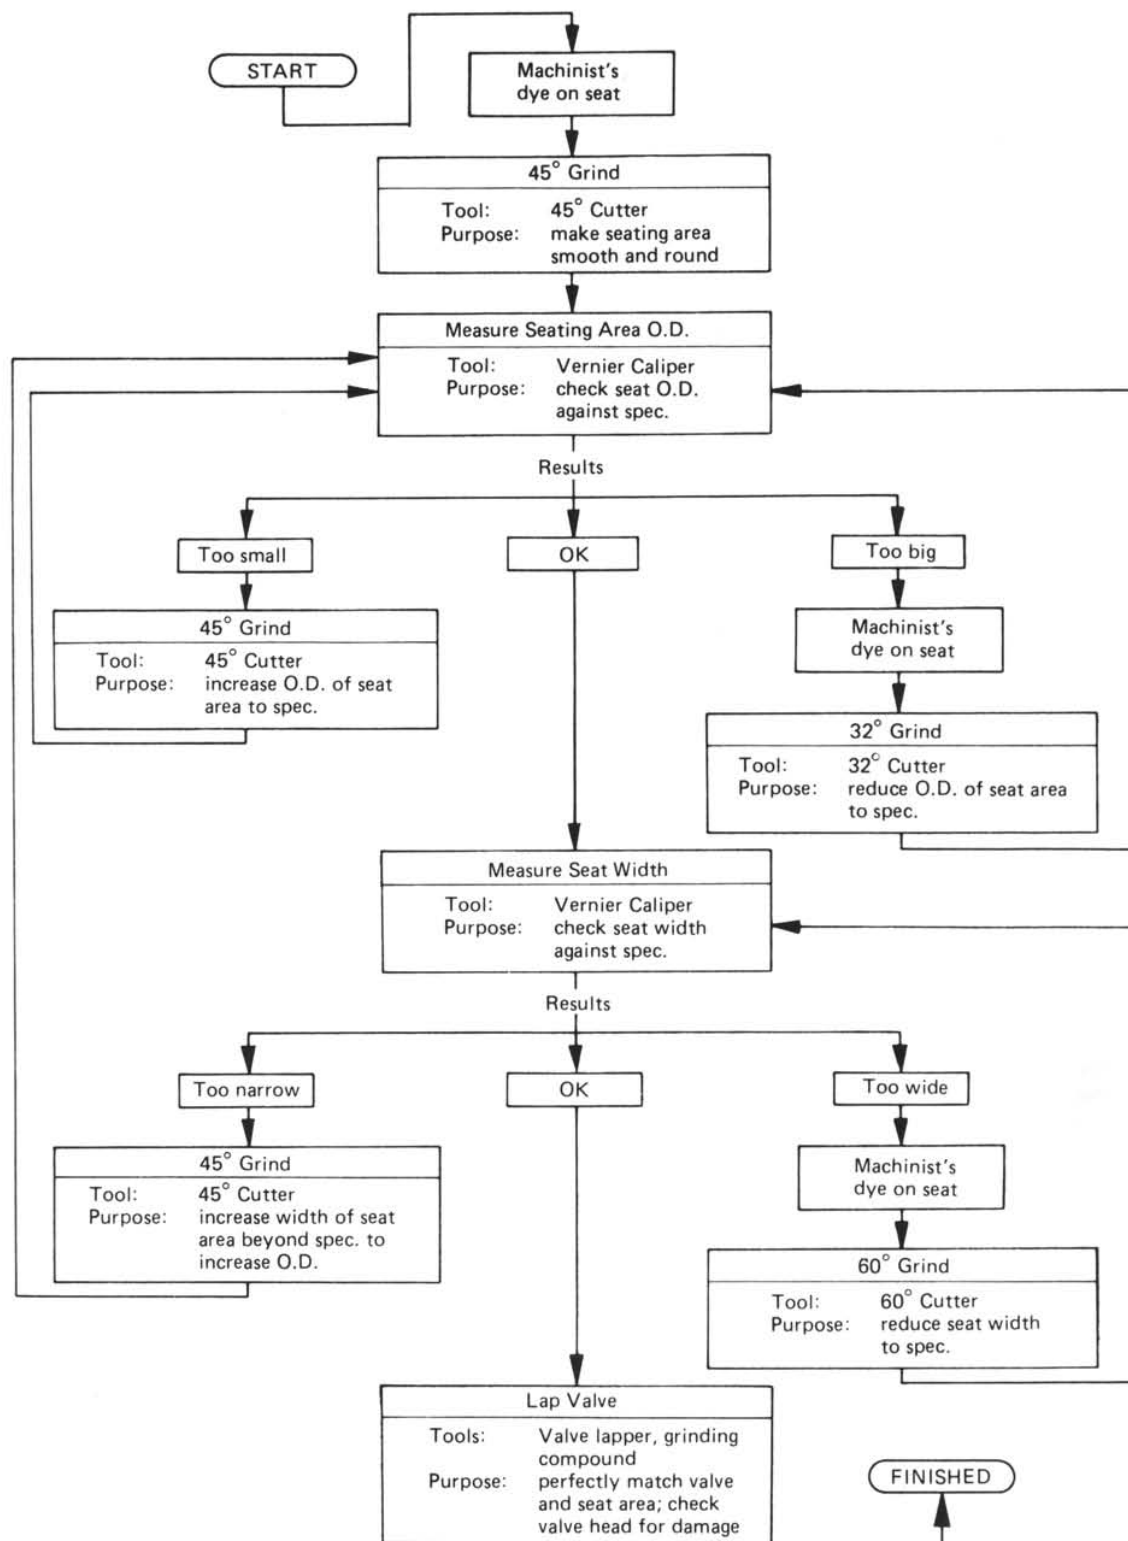 START
Machinist's
dye on seat
45° Grind
Tool: 45° Cutter
Purpose: make seating area
smooth and round
Measure Seating Area O.D.
Tool: Vernier Caliper
Purpose: check seat O.D.
against spec.
Results
Too small
OK
Too big
45° Grind
Tool: 45° Cutter
Purpose: increase O.D. of seat
area to spec.
Machinist's
dye on seat
32° Grind
Tool: 32° Cutter
Purpose: reduce O.D. of seat area
to spec.
Measure Seat Width
Tool: Vernier Caliper
Purpose: check seat width
against spec.
Results
Too narrow
OK
Too wide
45° Grind
Tool: 45° Cutter
Purpose: increase width of seat
area beyond spec. to
increase O.D.
Machinist's
dye on seat
60° Grind
Tool: 60° Cutter
Purpose: reduce seat width
to spec.
Lap Valve
Tools: Valve lapper, grinding
compound
Purpose: perfectly match valve
and seat area; check
valve head for damage
FINISHED